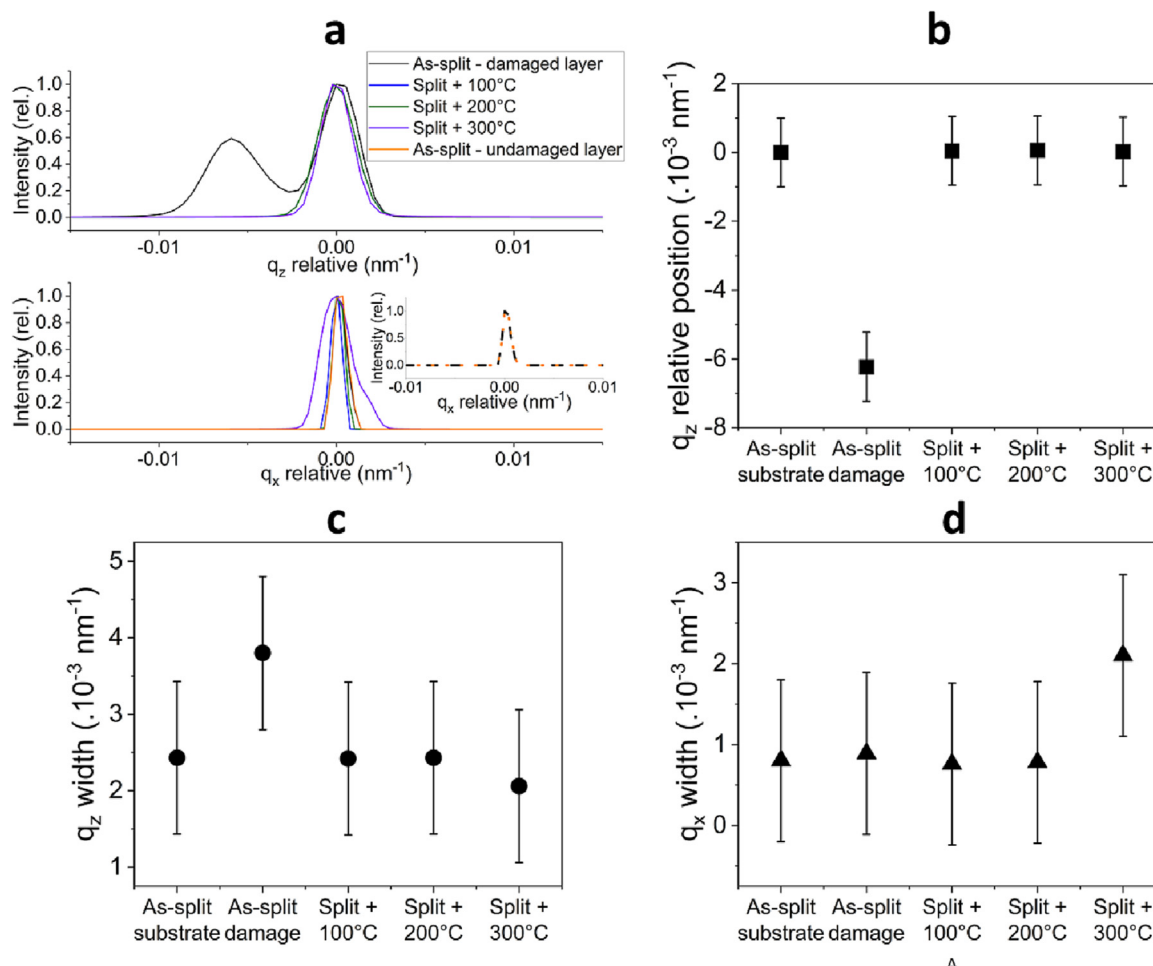 a
As-split - damaged layer
Split + 100°C
Split + 200°C
Split + 300°C
As-split - undamaged layer
Intensity (rel.)
1.0
0.8
0.6
0.4
0.2
0.0
-0.01 0.00 0.01
q_z relative (nm⁻¹)
Intensity (rel.)
1.0
0.8
0.6
0.4
0.2
0.0
-0.01 0.00 0.01
q_x relative (nm⁻¹)
Intensity (rel.)
1.0
0.5
0.0
-0.01 0.00 0.01
q_x relative (nm⁻¹)
b
q_z relative position (.10⁻³ nm⁻¹)
2
0
-2
-4
-6
-8
As-split As-split Split + Split + Split +
substrate damage 100°C 200°C 300°C
c
q_z width (.10⁻³ nm⁻¹)
5
4
3
2
1
As-split As-split Split + Split + Split +
substrate damage 100°C 200°C 300°C
d
q_x width (.10⁻³ nm⁻¹)
3
2
1
0
As-split As-split Split + Split + Split +
substrate damage 100°C 200°C 300°C
A